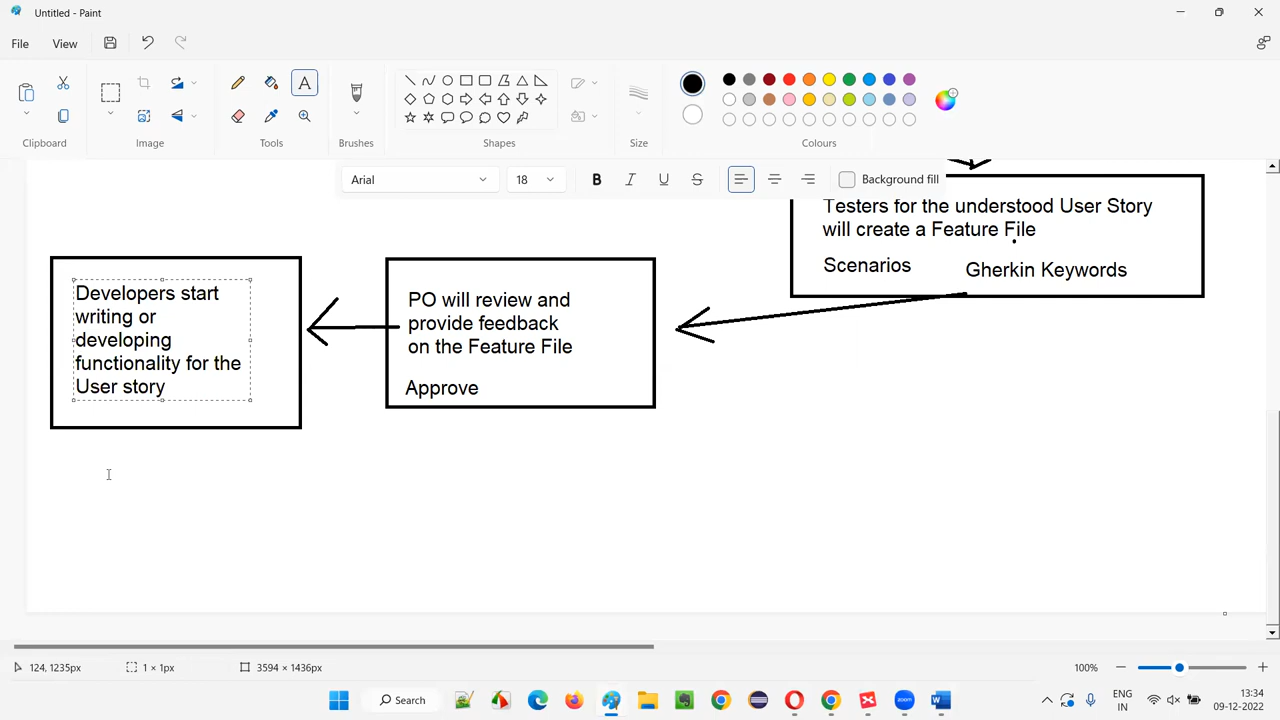 Untitled - Paint
File
View
Clipboard
Image
Tools
Brushes
Shapes
Size
Colours
Arial
18
B
I
U
S
Background fill
Testers for the understood User Story
will create a Feature File
Scenarios
Gherkin Keywords
Developers start
writing or
developing
functionality for the
User story
PO will review and
provide feedback
on the Feature File
Approve
124, 1235px
1 × 1px
3594 × 1436px
100%
Search
zoom
ENG
IN
13:34
09-12-2022